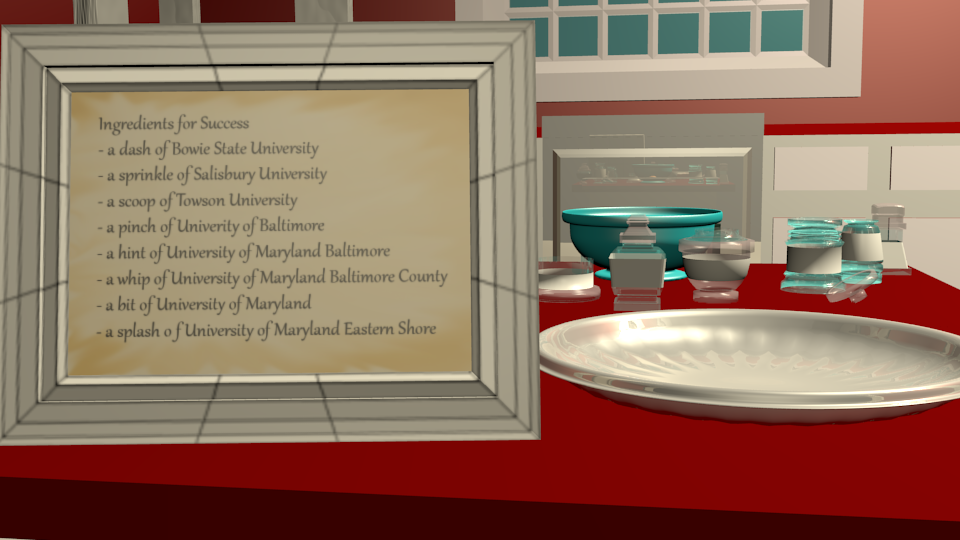 Ingredients for Success
- a dash of Bowie State University
- a sprinkle of Salisbury University
- a scoop of Towson University
- a pinch of Univerity of Baltimore
- a hint of University of Maryland Baltimore
- a whip of University of Maryland Baltimore County
- a bit of University of Maryland
- a splash of University of Maryland Eastern Shore